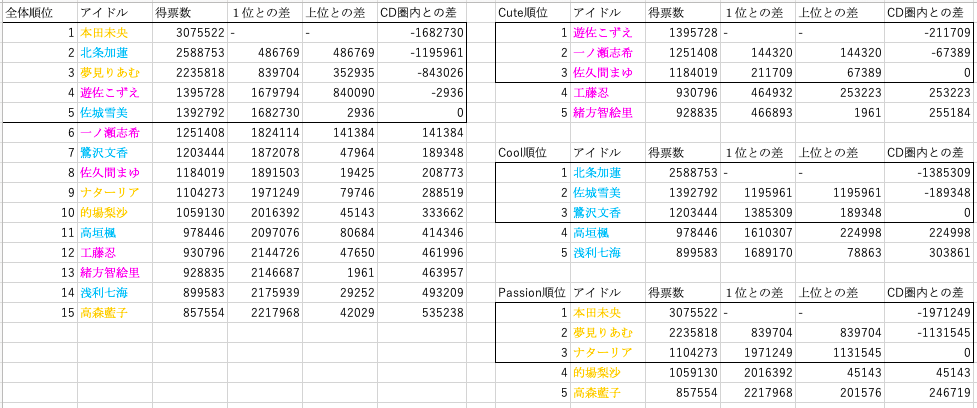 全体順位 アイドル 得票数 １位との差 上位との差 CD圏内との差
1 本田未央 3075522 - - -1682730
2 北条加蓮 2588753 486769 486769 -1195961
3 夢見りあむ 2235818 839704 352935 -843026
4 遊佐こずえ 1395728 1679794 840090 -2936
5 佐城雪美 1392792 1682730 2936 0
6 一ノ瀬志希 1251408 1824114 141384 141384
7 鷺沢文香 1203444 1872078 47964 189348
8 佐久間まゆ 1184019 1891503 19425 208773
9 ナターリア 1104273 1971249 79746 288519
10 的場梨沙 1059130 2016392 45143 333662
11 高垣楓 978446 2097076 80684 414346
12 工藤忍 930796 2144726 47650 461996
13 緒方智絵里 928835 2146687 1961 463957
14 浅利七海 899583 2175939 29252 493209
15 高森藍子 857554 2217968 42029 535238
Cute順位 アイドル 得票数 １位との差 上位との差 CD圏内との差
1 遊佐こずえ 1395728 - - -211709
2 一ノ瀬志希 1251408 144320 144320 -67389
3 佐久間まゆ 1184019 211709 67389 0
4 工藤忍 930796 464932 253223 253223
5 緒方智絵里 928835 466893 1961 255184
Cool順位 アイドル 得票数 １位との差 上位との差 CD圏内との差
1 北条加蓮 2588753 - - -1385309
2 佐城雪美 1392792 1195961 1195961 -189348
3 鷺沢文香 1203444 1385309 189348 0
4 高垣楓 978446 1610307 224998 224998
5 浅利七海 899583 1689170 78863 303861
Passion順位 アイドル 得票数 １位との差 上位との差 CD圏内との差
1 本田未央 3075522 - - -1971249
2 夢見りあむ 2235818 839704 839704 -1131545
3 ナターリア 1104273 1971249 1131545 0
4 的場梨沙 1059130 2016392 45143 45143
5 高森藍子 857554 2217968 201576 246719